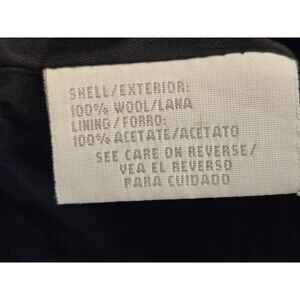 SHELL/EXTERIOR:
100% WOOL/LANA
LINING/FORRO:
100% ACETATE/ACETATO
SEE CARE ON REVERSE/
VEA EL REVERSO
PARA CUIDADO